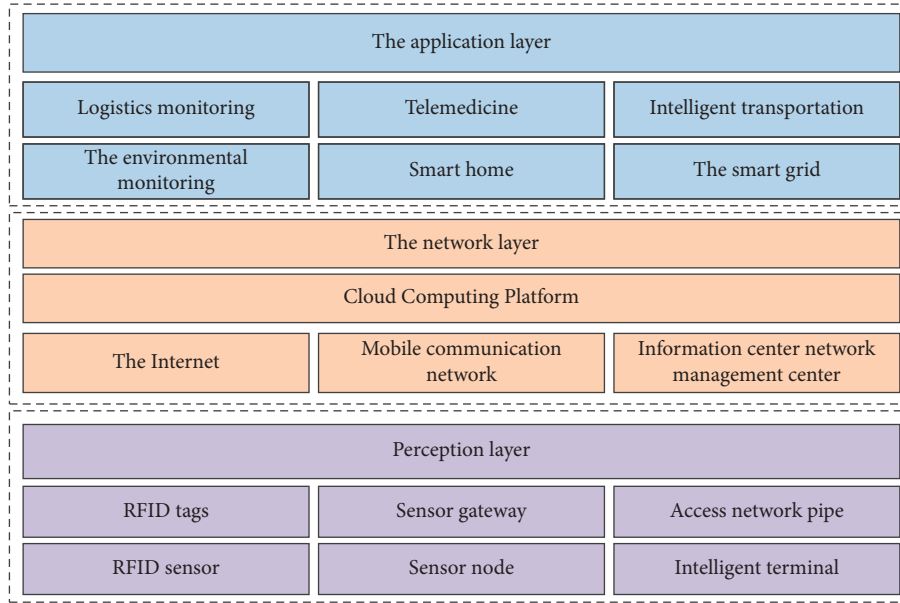 The application layer
Logistics monitoring
Telemedicine
Intelligent transportation
The environmental
monitoring
Smart home
The smart grid
The network layer
Cloud Computing Platform
The Internet
Mobile communication
network
Information center network
management center
Perception layer
RFID tags
Sensor gateway
Access network pipe
RFID sensor
Sensor node
Intelligent terminal